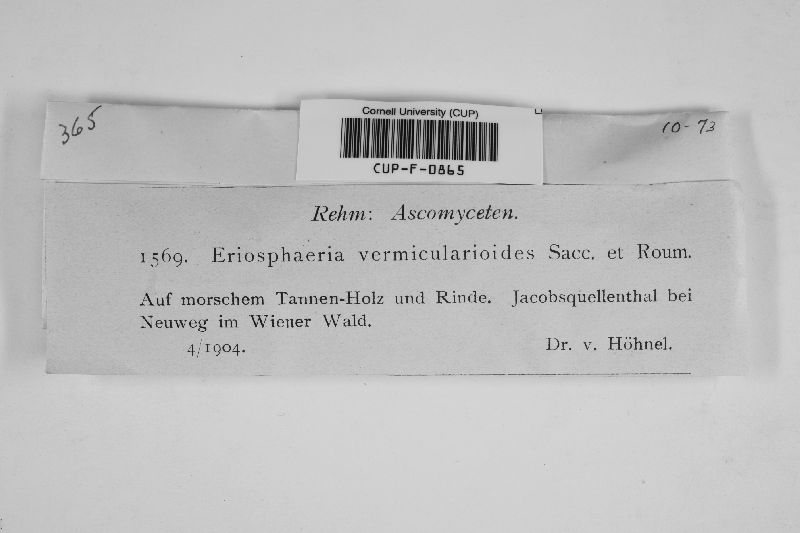 365
Cornell University (CUP)
CUP-F-0865
10-73
Rehm: Ascomyceten.
1569. Eriosphaeria vermicularioides Sacc. et Roum.
Auf morschem Tannen-Holz und Rinde. Jacobsquellenthal bei
Neuweg im Wiener Wald.
4/1904. Dr. v. Höhnel.